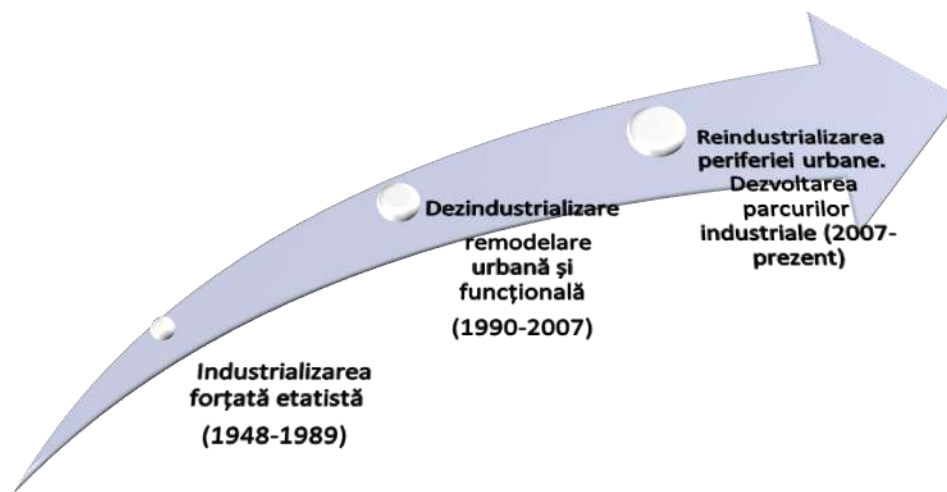 Industrializarea
forțată etatistă
(1948-1989)
Dezindustrializare
remodelare
urbană și
funcțională
(1990-2007)
Reindustrializarea
periferiei urbane.
Dezvoltarea
parcurilor
industriale (2007-
prezent)